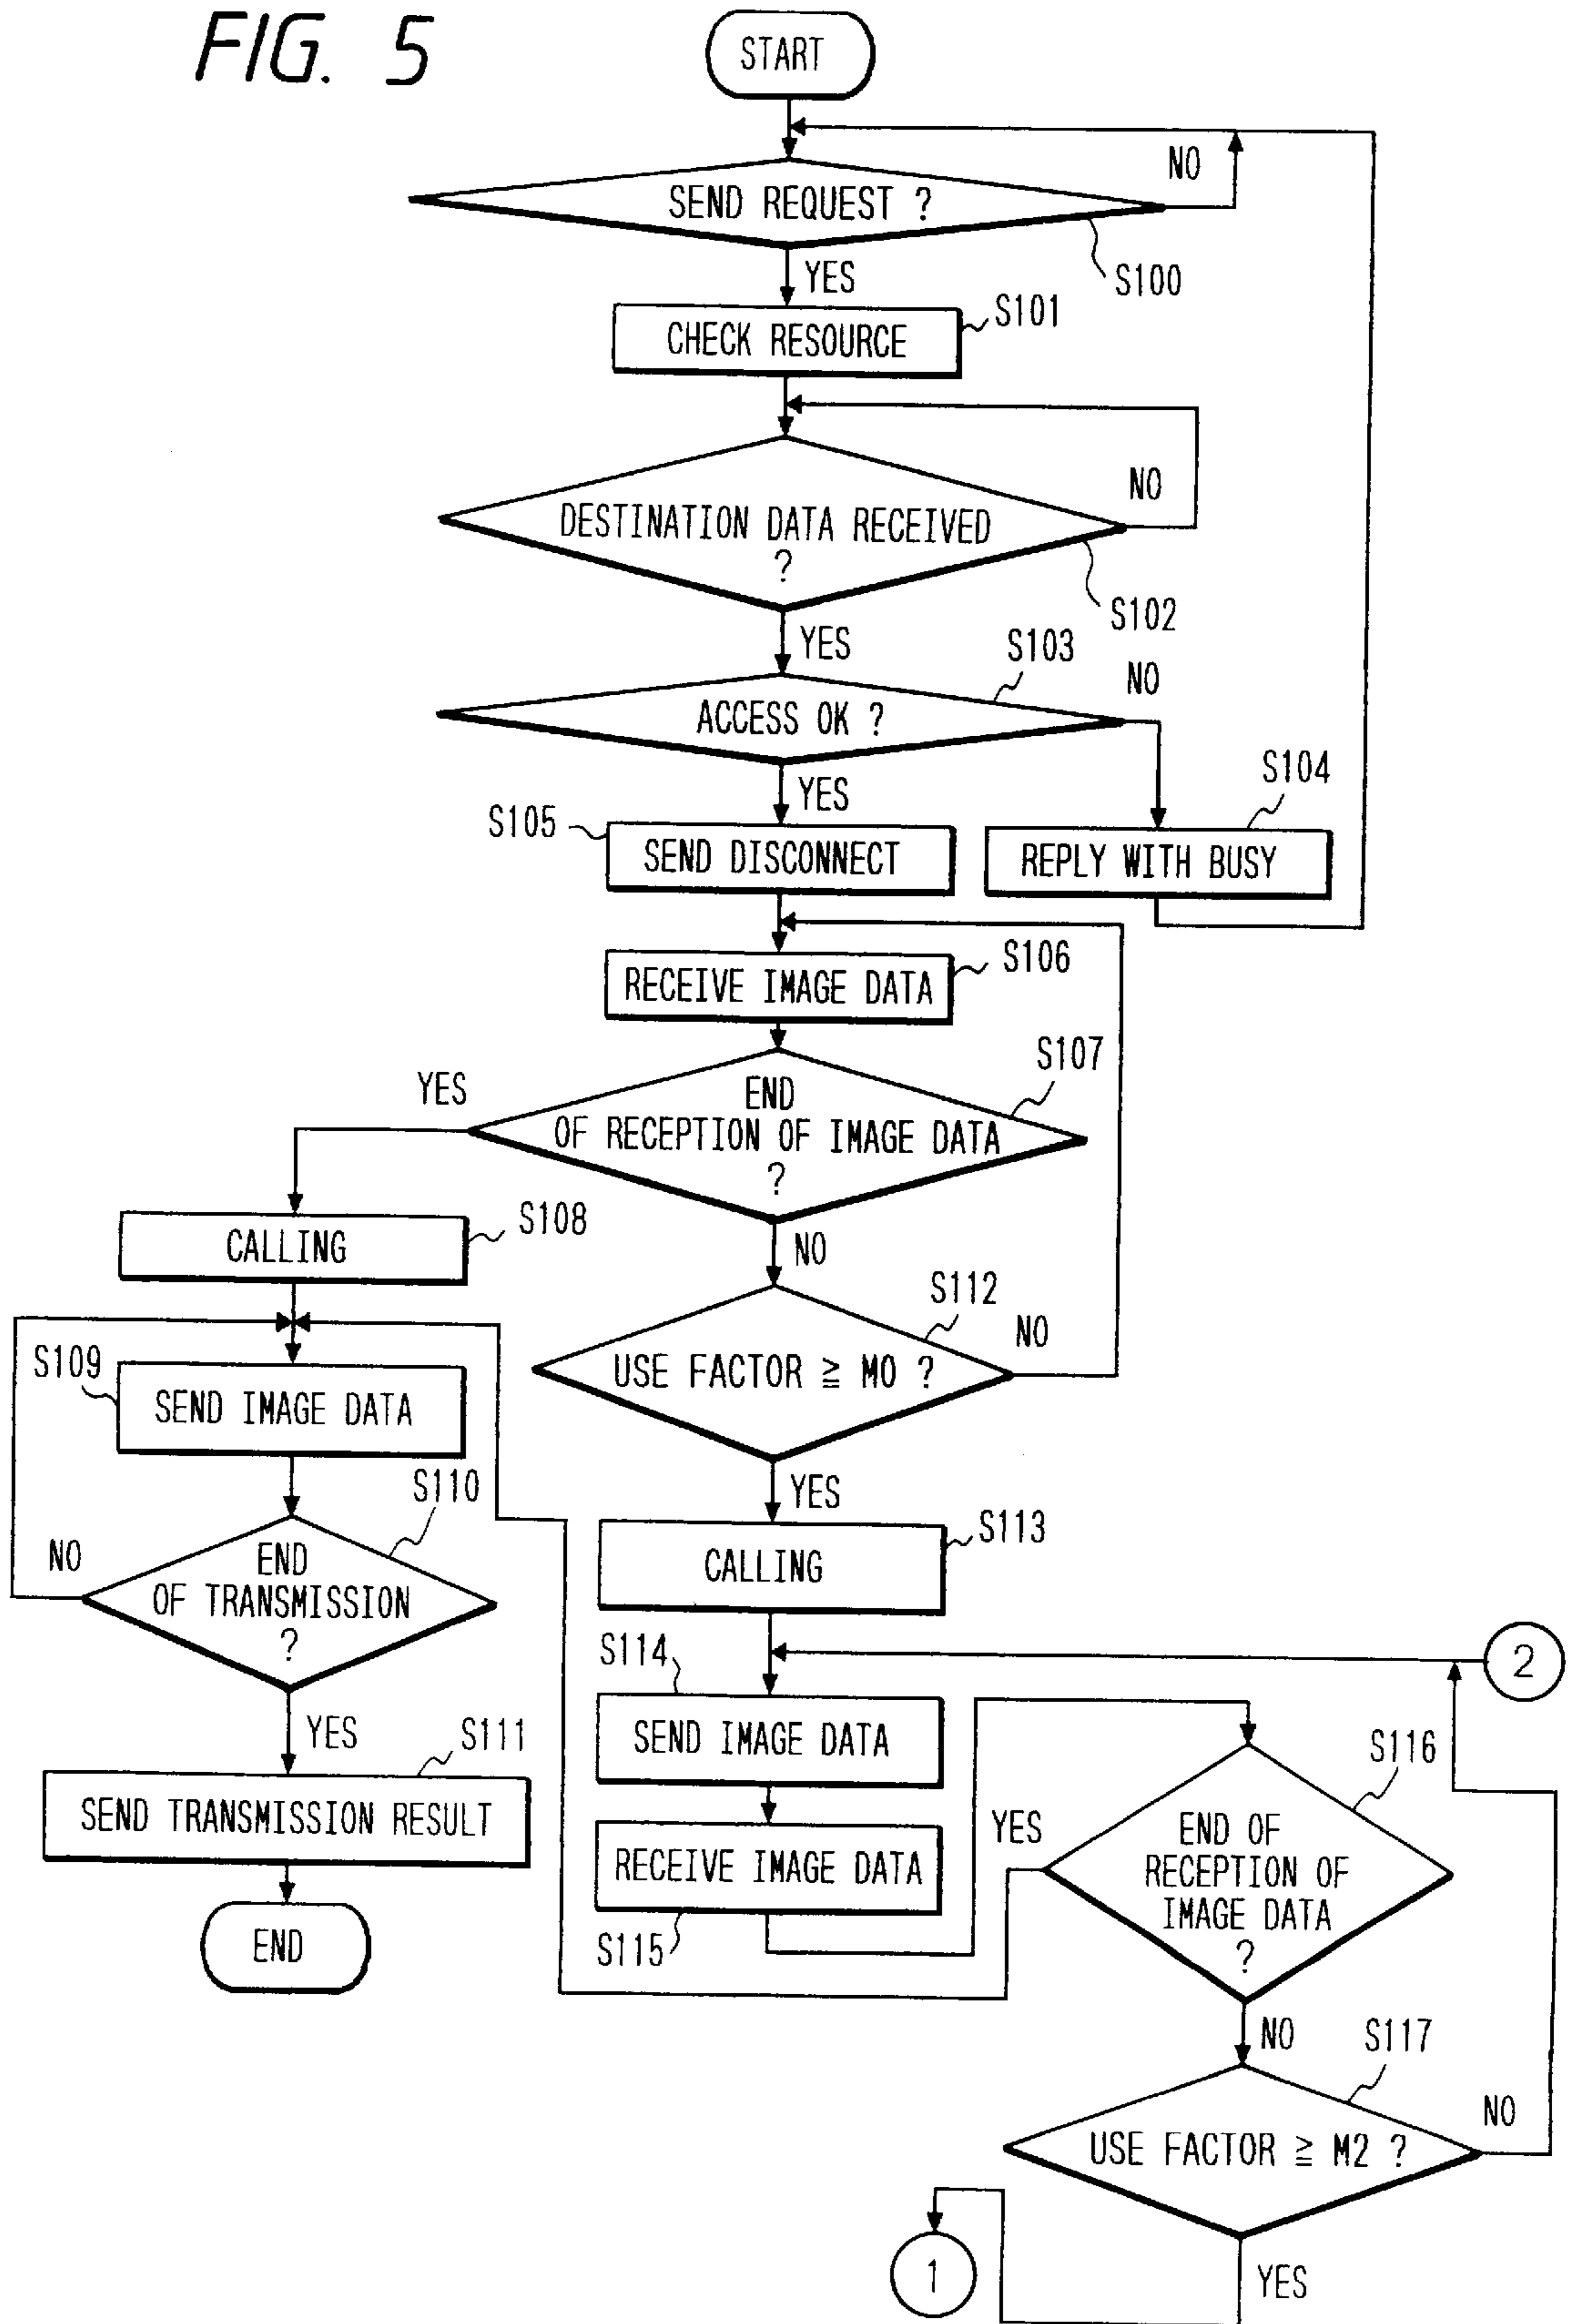 FIG. 5
START
SEND REQUEST ?
NO
S100
YES
CHECK RESOURCE
S101
DESTINATION DATA RECEIVED
?
NO
S102
YES
S103
ACCESS OK ?
NO
YES
S104
S105
SEND DISCONNECT
REPLY WITH BUSY
RECEIVE IMAGE DATA
S106
S107
YES
END
OF RECEPTION OF IMAGE DATA
?
NO
S108
CALLING
S112
USE FACTOR ≧ M0 ?
NO
YES
S109
SEND IMAGE DATA
S110
END
OF TRANSMISSION
?
NO
YES
S111
SEND TRANSMISSION RESULT
END
S113
CALLING
2
S114
SEND IMAGE DATA
RECEIVE IMAGE DATA
S115
S116
YES
END OF
RECEPTION OF
IMAGE DATA
?
NO
S117
USE FACTOR ≧ M2 ?
NO
1
YES